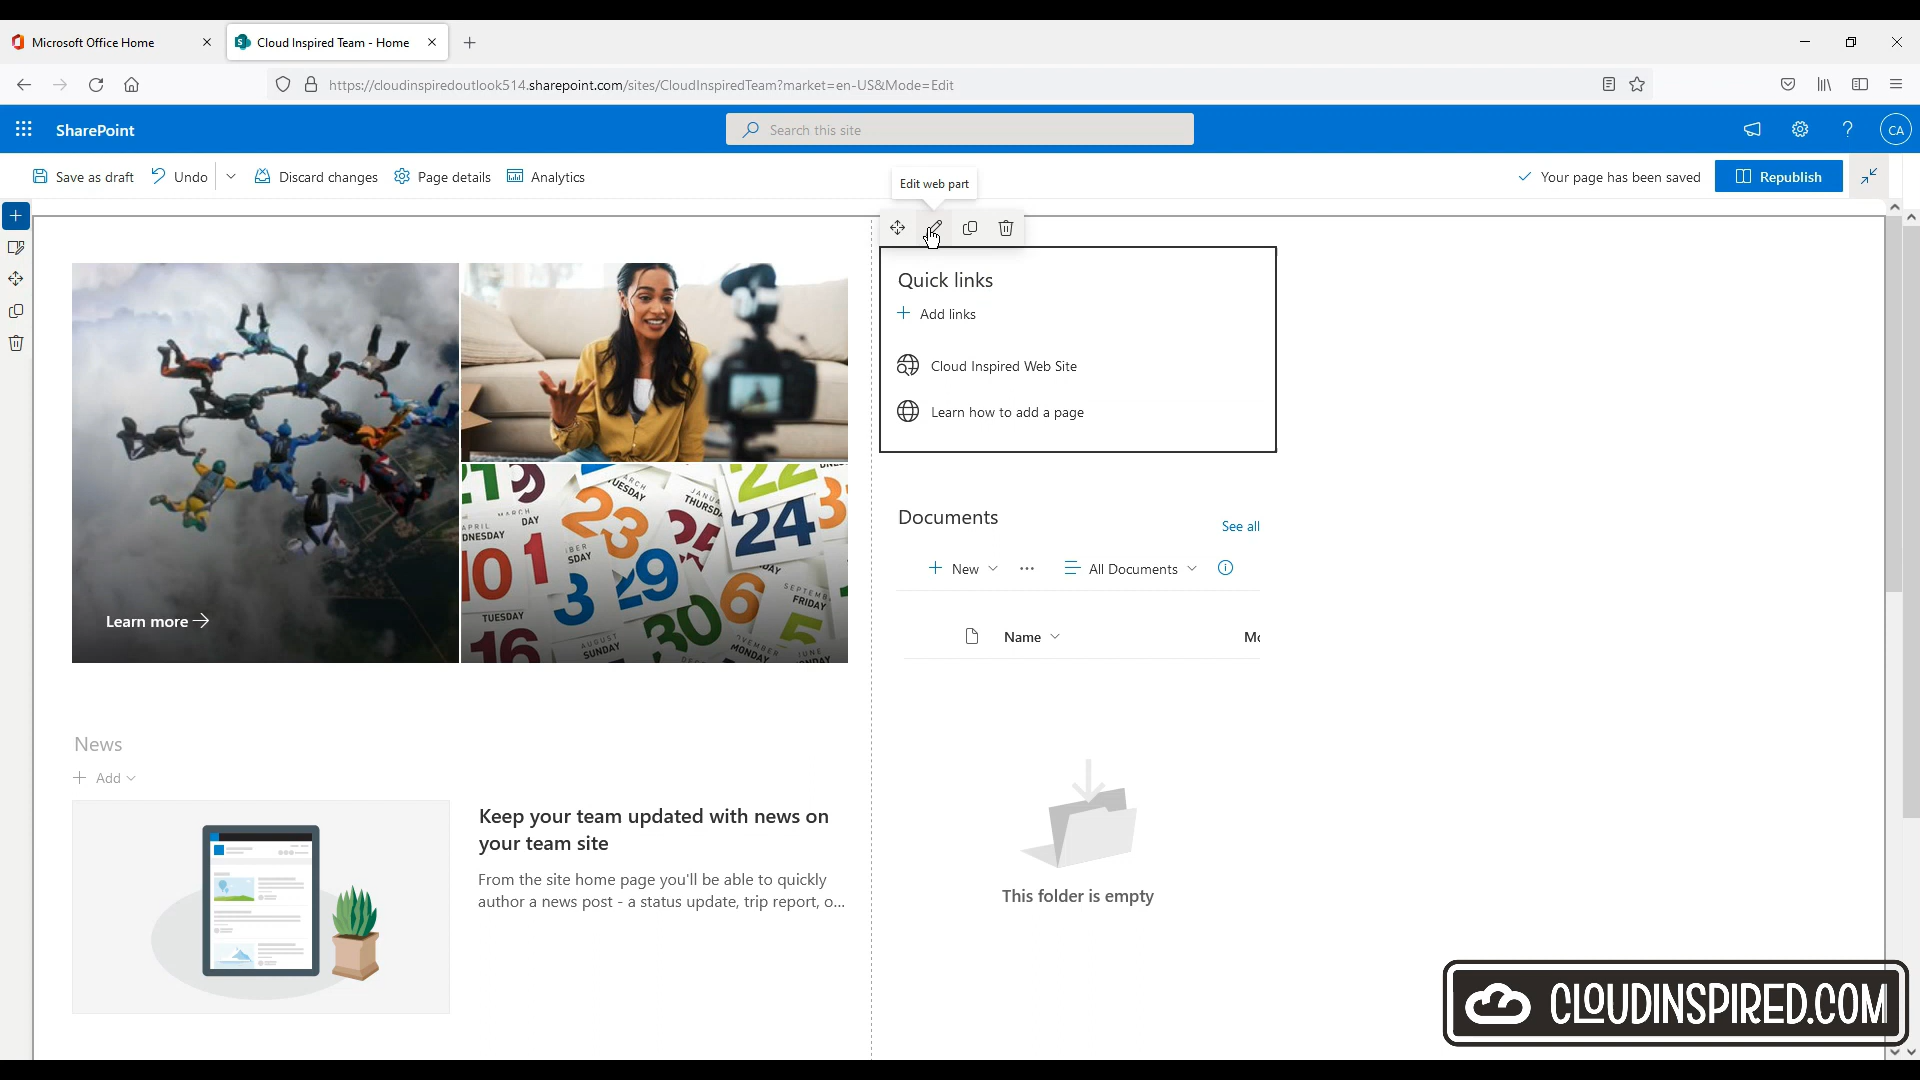 Microsoft Office Home
Cloud Inspired Team - Home
https://cloudinspiredoutlook514.sharepoint.com/sites/CloudInspiredTeam?market=en-US&Mode=Edit
SharePoint
Search this site
CA
Save as draft
Undo
Discard changes
Page details
Analytics
Edit web part
Your page has been saved
Republish
Quick links
Add links
Cloud Inspired Web Site
Learn how to add a page
Learn more
Documents
See all
New
All Documents
Name
Mo
This folder is empty
News
Add
Keep your team updated with news on
your team site
From the site home page you'll be able to quickly
author a news post - a status update, trip report, o...
CLOUDINSPIRED.COM